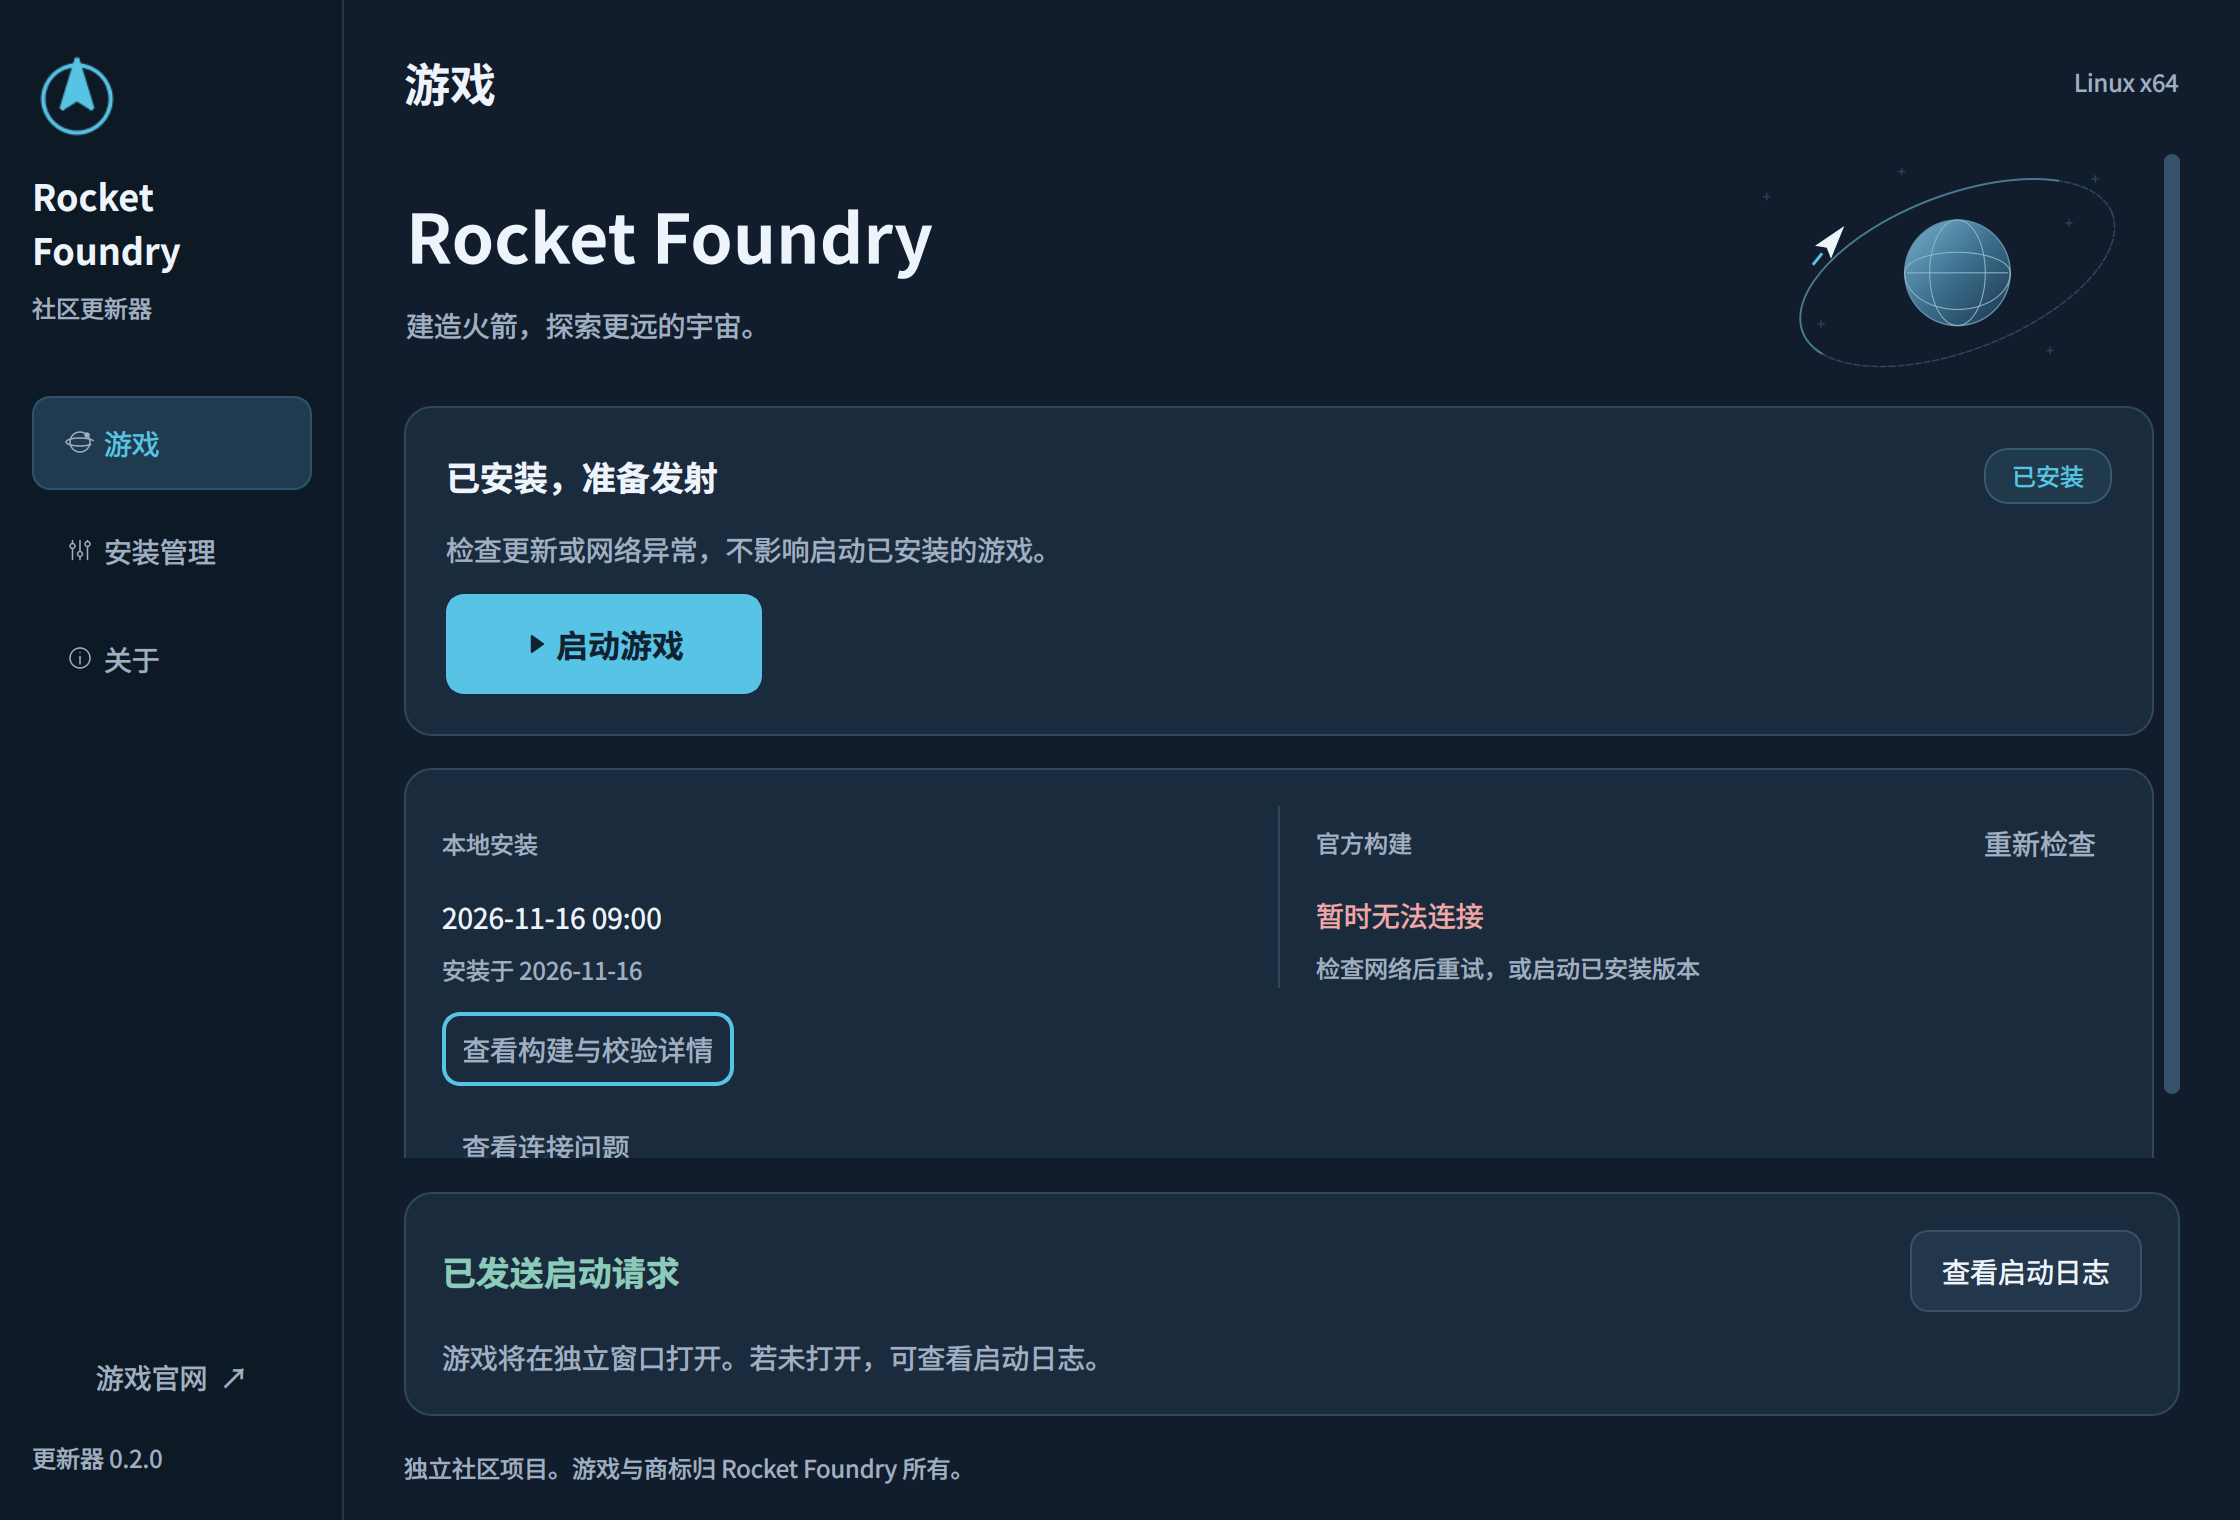 Rocket
Foundry
社区更新器
游戏
安装管理
关于
游戏官网 ↗
更新器 0.2.0
游戏
Linux x64
Rocket Foundry
建造火箭，探索更远的宇宙。
已安装，准备发射
已安装
检查更新或网络异常，不影响启动已安装的游戏。
启动游戏
本地安装
2026-11-16 09:00
安装于 2026-11-16
查看构建与校验详情
查看连接问题
官方构建
重新检查
暂时无法连接
检查网络后重试，或启动已安装版本
已发送启动请求
查看启动日志
游戏将在独立窗口打开。若未打开，可查看启动日志。
独立社区项目。游戏与商标归 Rocket Foundry 所有。